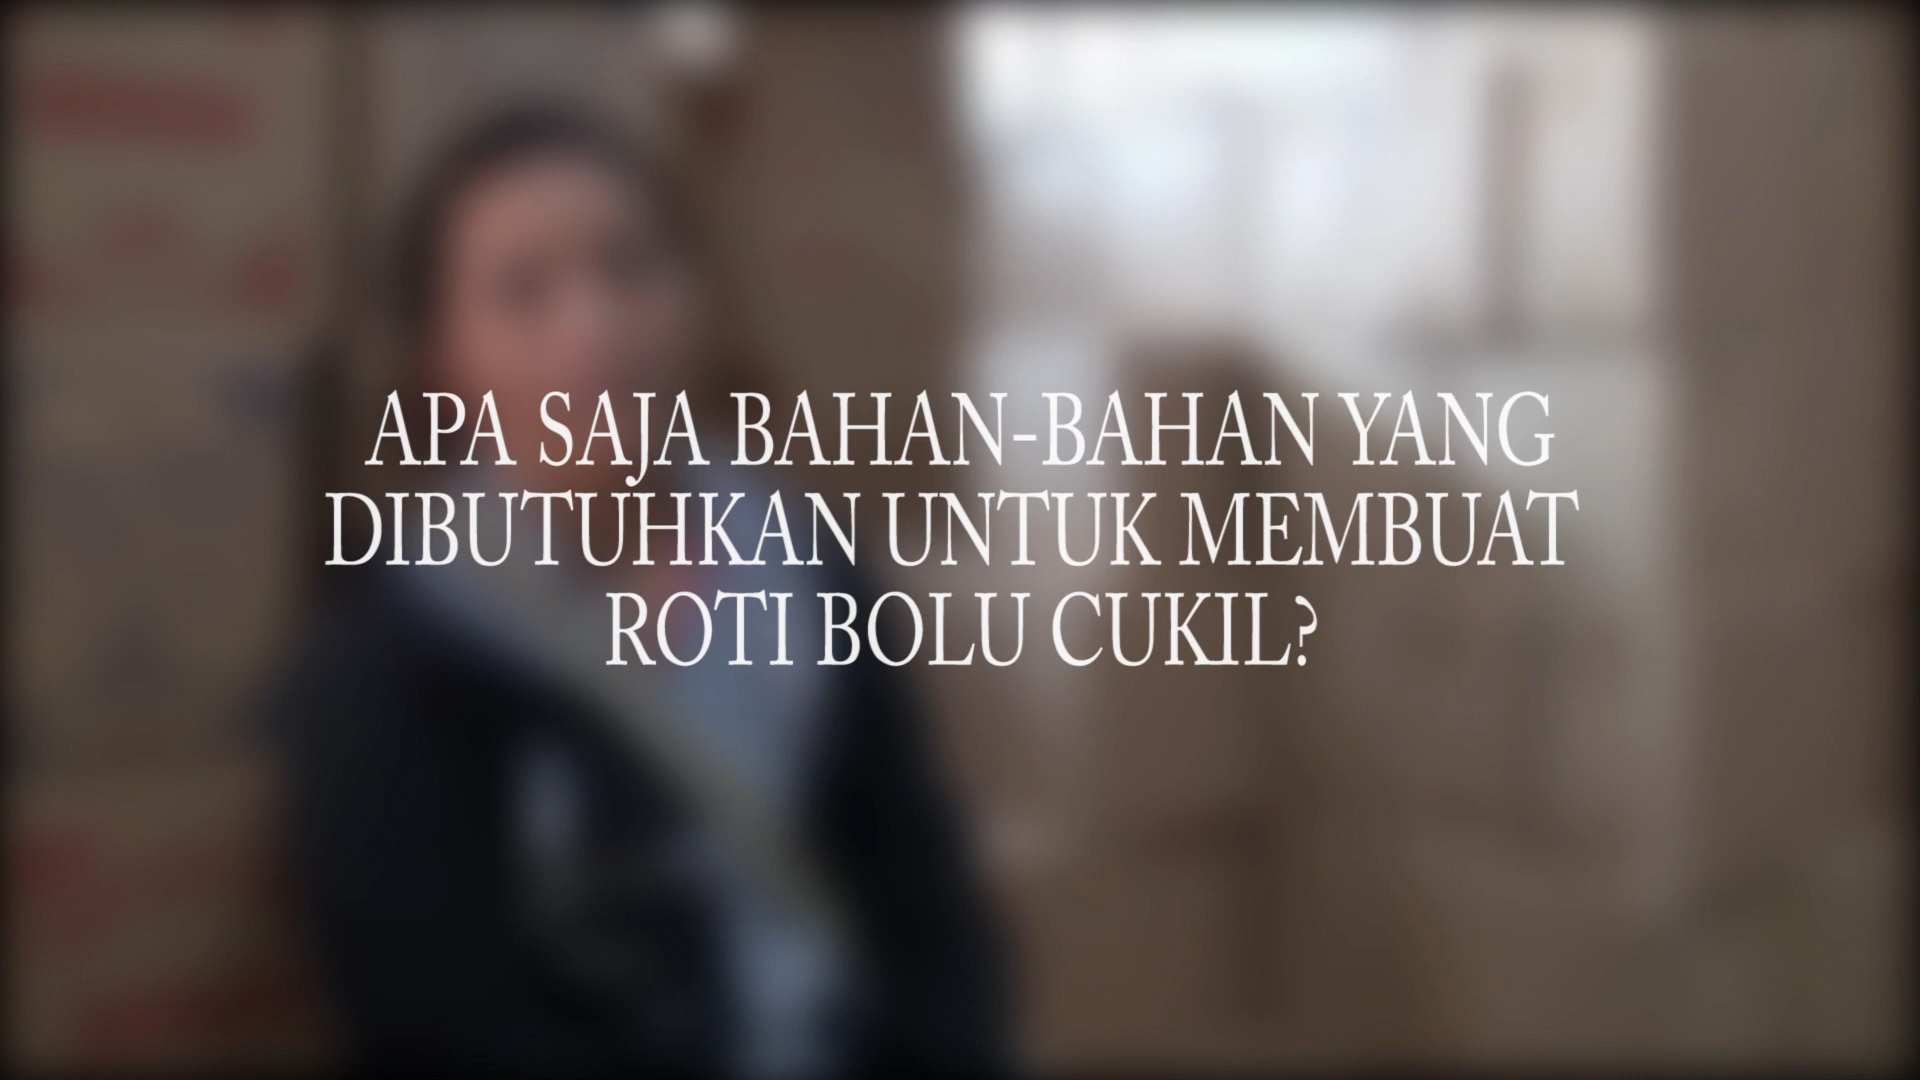 APA SAJA BAHAN-BAHAN YANG
DIBUTUHKAN UNTUK MEMBUAT
ROTI BOLU CUKIL?